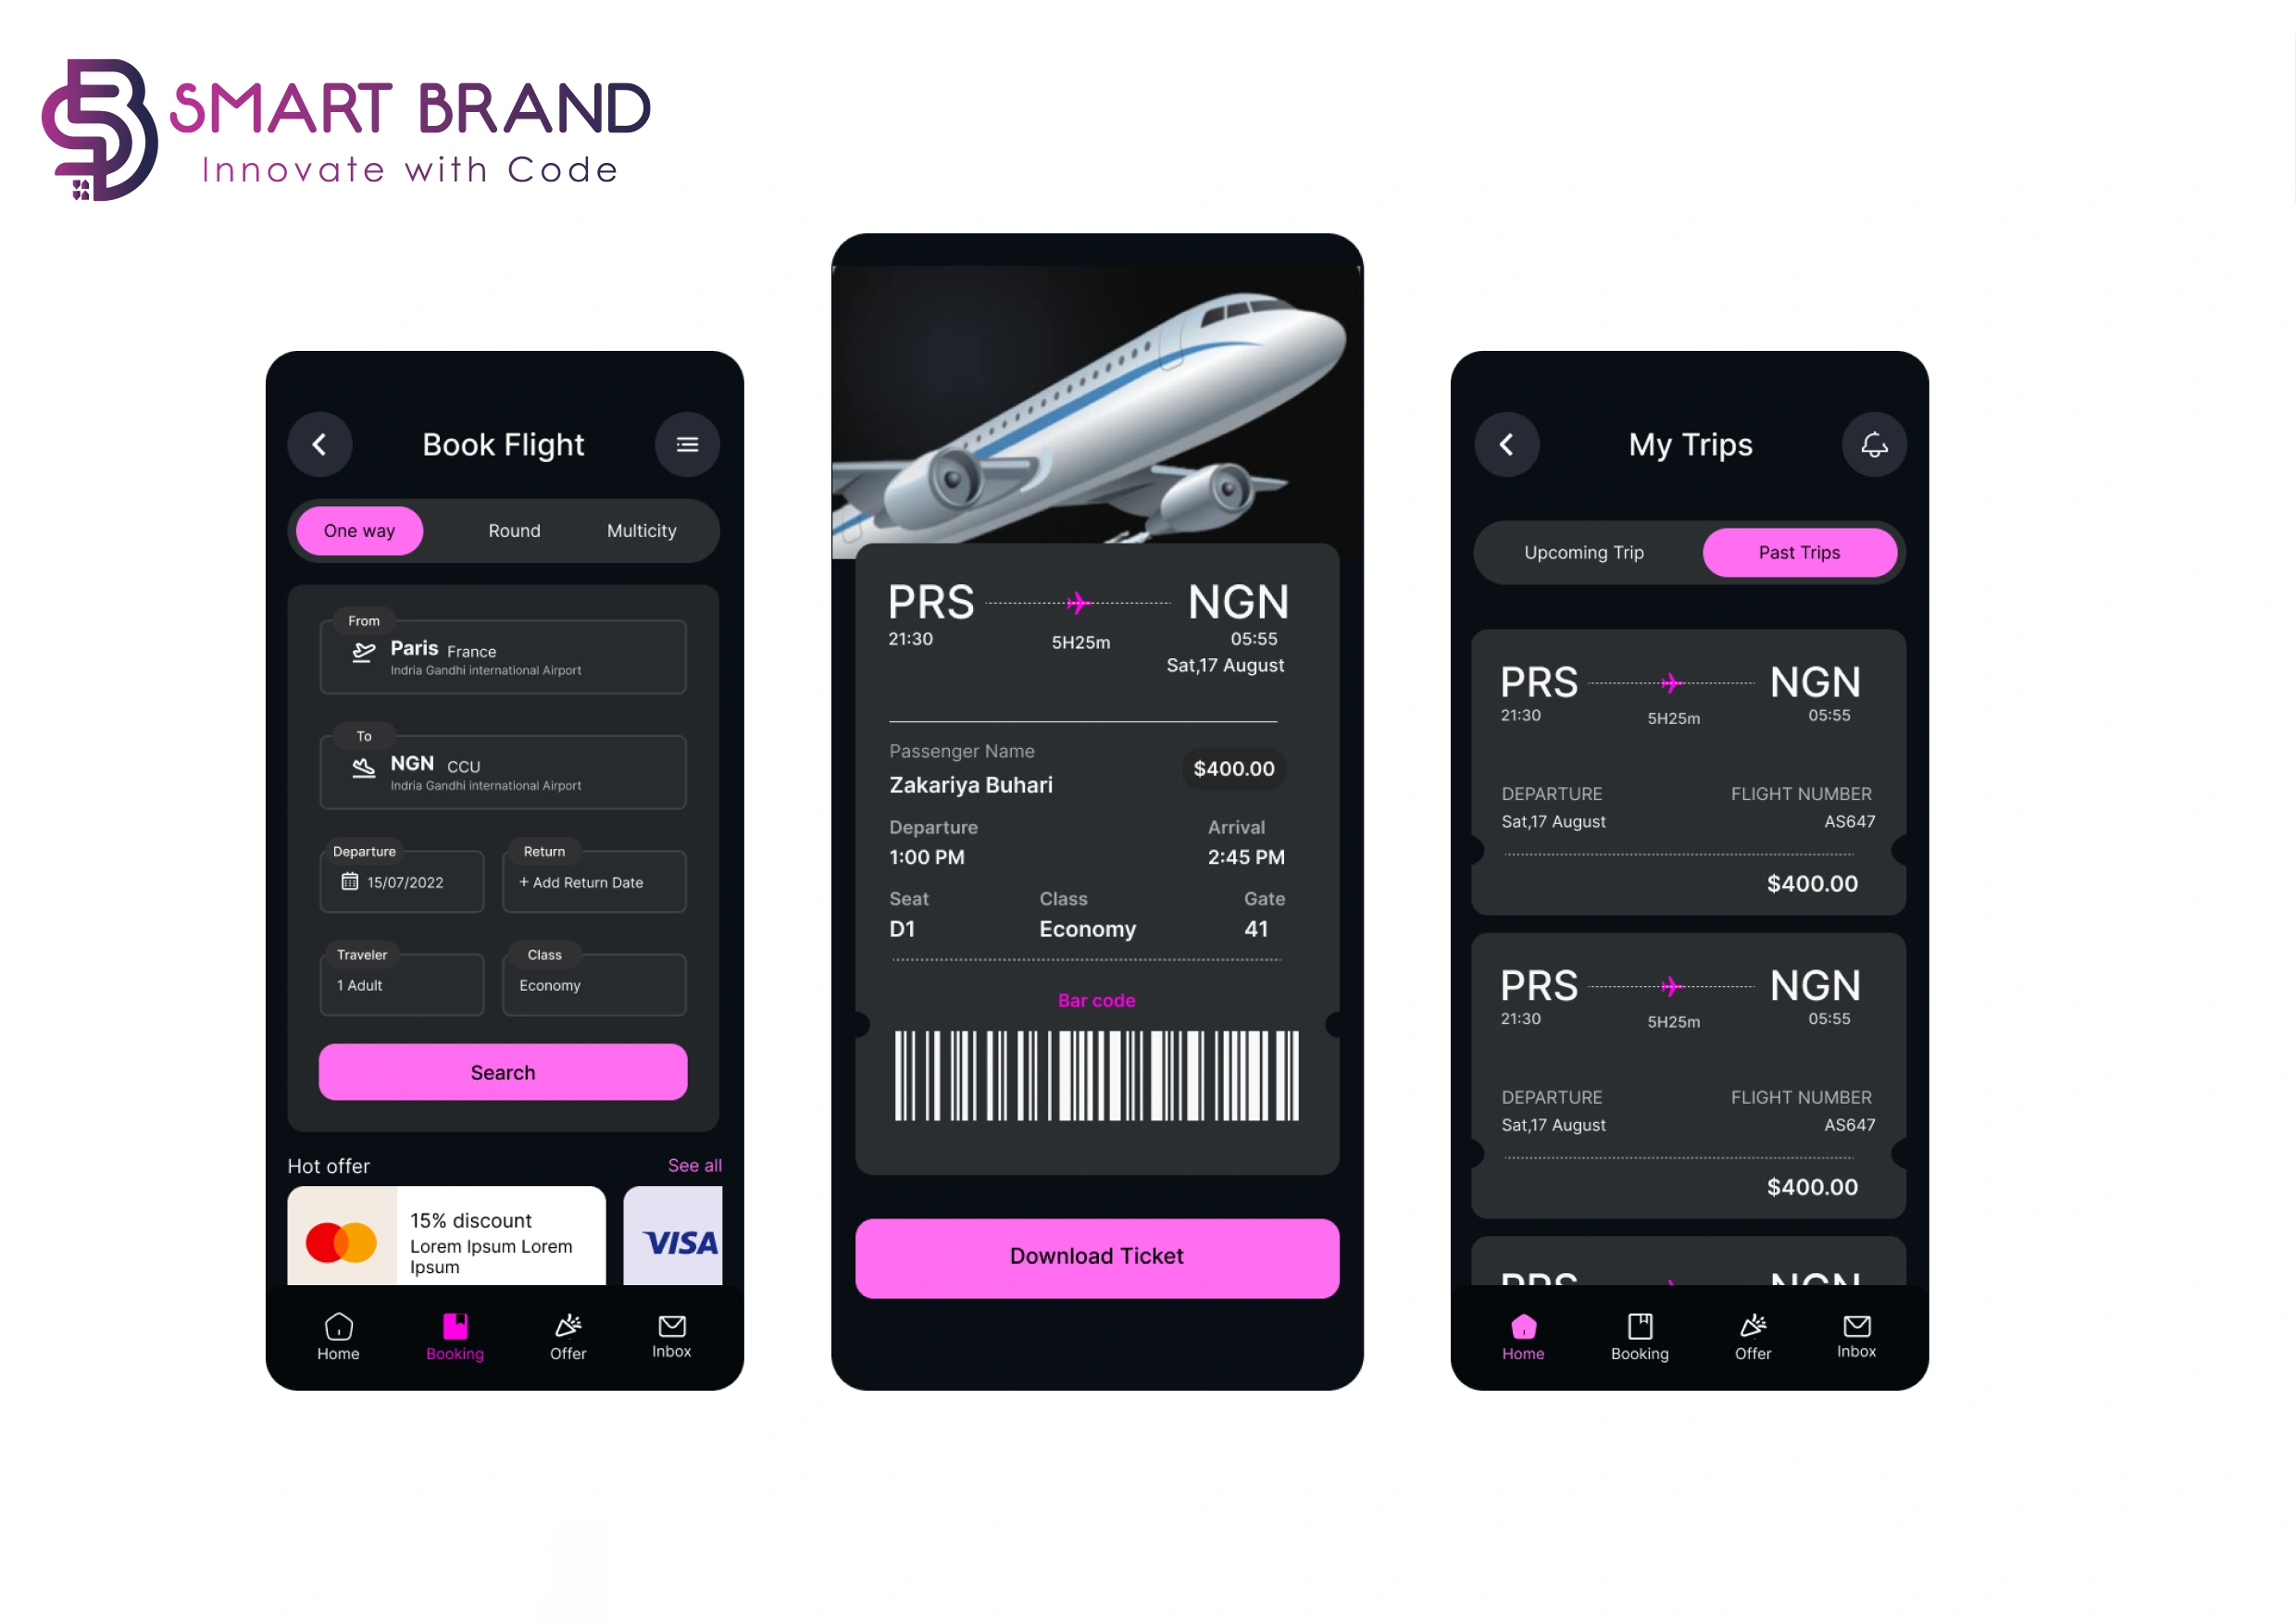 SMART BRAND
Innovate with Code
Book Flight
One way Round Multicity
From
Paris France
Indria Gandhi international Airport
To
NGN CCU
Indria Gandhi international Airport
Departure Return
15/07/2022 + Add Return Date
Traveler Class
1 Adult Economy
Search
Hot offer See all
15% discount
Lorem Ipsum Lorem
Ipsum
VISA
Home Booking Offer Inbox
PRS NGN
21:30 5H25m 05:55
Sat,17 August
Passenger Name
Zakariya Buhari
$400.00
Departure Arrival
1:00 PM 2:45 PM
Seat Class Gate
D1 Economy 41
Bar code
Download Ticket
My Trips
Upcoming Trip Past Trips
PRS NGN
21:30 5H25m 05:55
DEPARTURE FLIGHT NUMBER
Sat,17 August AS647
$400.00
PRS NGN
21:30 5H25m 05:55
DEPARTURE FLIGHT NUMBER
Sat,17 August AS647
$400.00
PRS NGN
Home Booking Offer Inbox